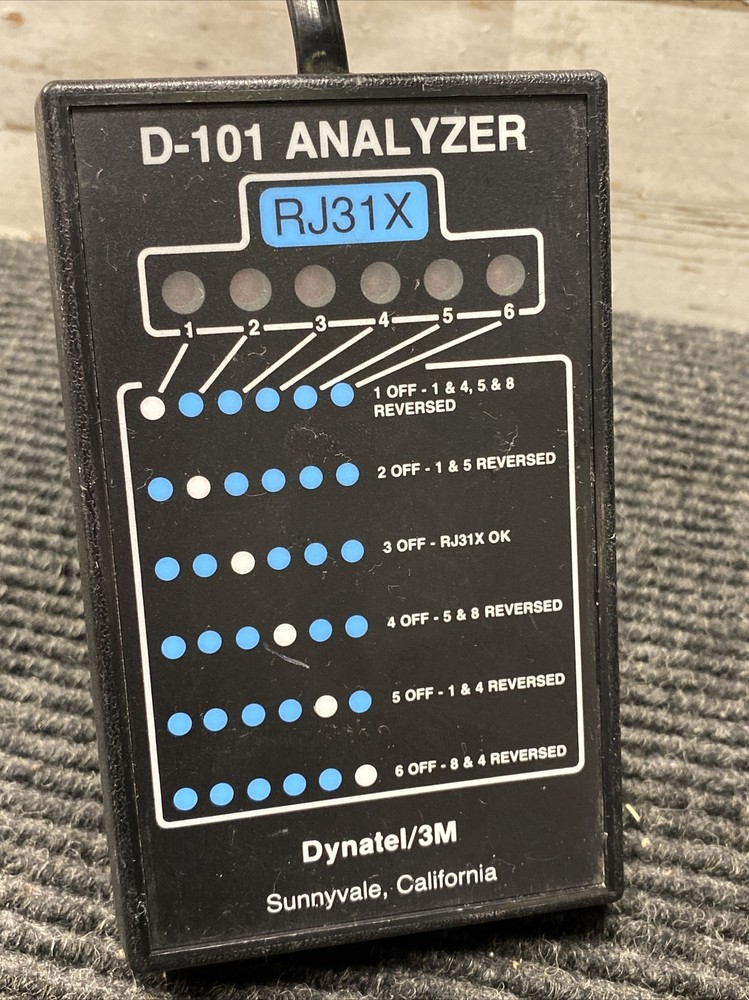 D-101 ANALYZER
RJ31X
1 2 3 4 5 6
1 OFF - 1 & 4, 5 & 8
REVERSED
2 OFF - 1 & 5 REVERSED
3 OFF - RJ31X OK
4 OFF - 5 & 8 REVERSED
5 OFF - 1 & 4 REVERSED
6 OFF - 8 & 4 REVERSED
Dynatel/3M
Sunnyvale, California